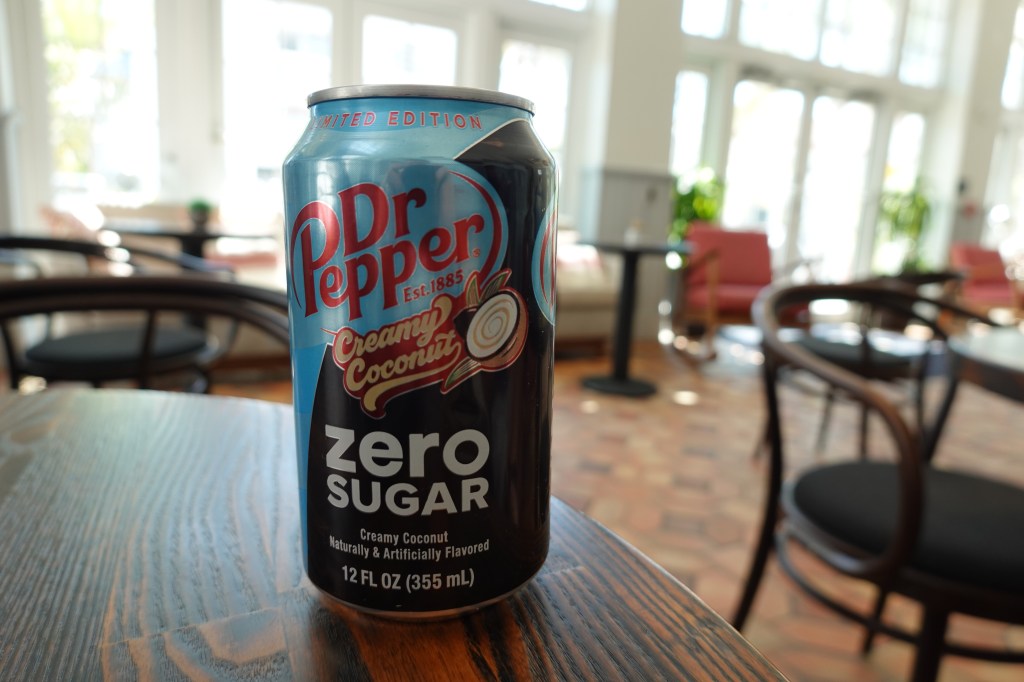 LIMITED EDITION
Dr
Pepper
Est. 1885
Creamy
Coconut
zero
SUGAR
Creamy Coconut
Naturally & Artificially Flavored
12 FL OZ (355 mL)